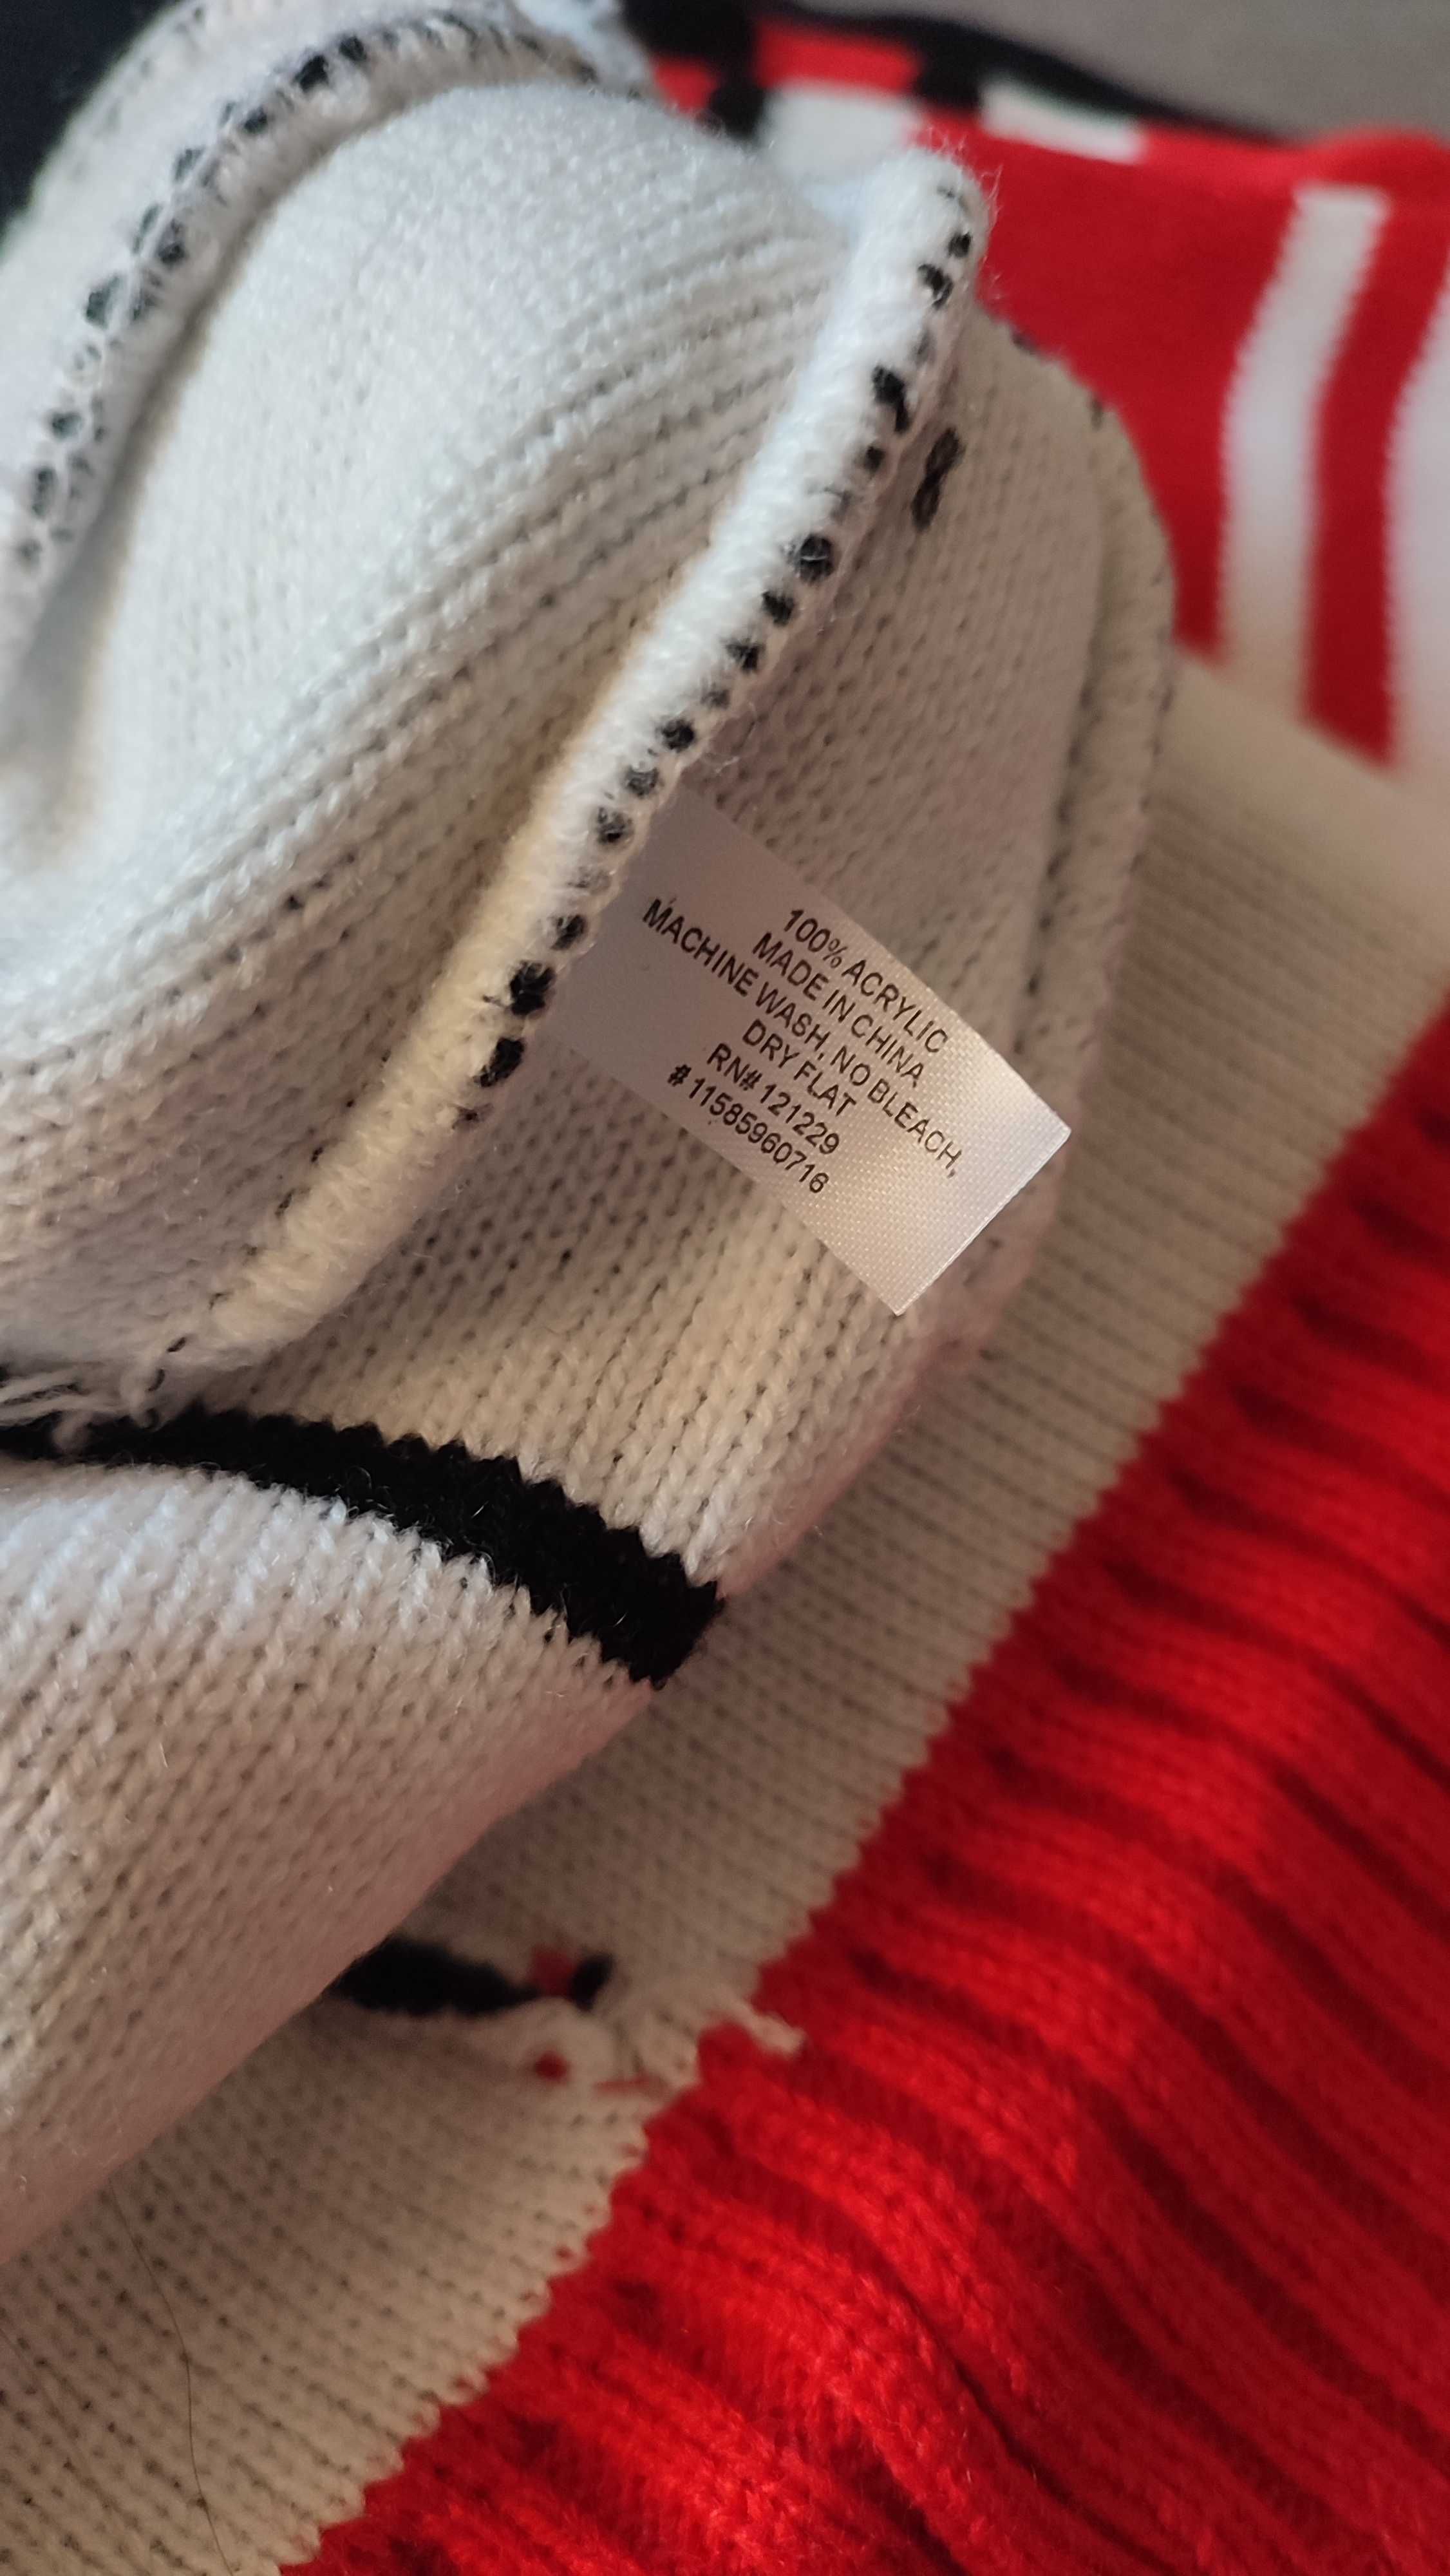 100% ACRYLIC
MADE IN CHINA
MACHINE WASH, NO BLEACH,
DRY FLAT
RN# 121229
#11585960716